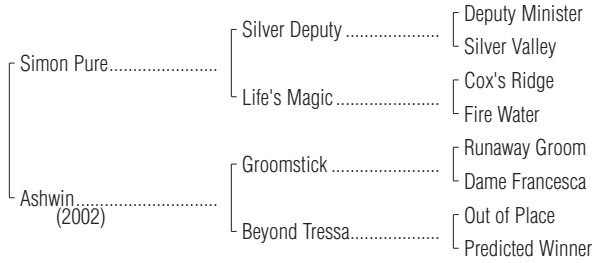 Deputy Minister
Silver Deputy ....................
Silver Valley
Simon Pure.......................
Cox's Ridge
Life's Magic ......................
Fire Water
Runaway Groom
Groomstick .......................
Dame Francesca
Ashwin..............................
(2002)
Out of Place
Beyond Tressa...................
Predicted Winner